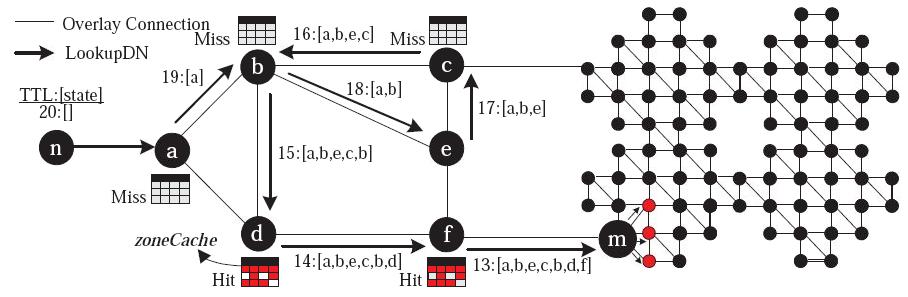 Overlay Connection
LookupDN
TTL:[state]
20:[]
n
a
Miss
19:[a]
Miss
b
16:[a,b,e,c]
Miss
c
18:[a,b]
17:[a,b,e]
e
15:[a,b,e,c,b]
d
zoneCache
Hit
14:[a,b,e,c,b,d]
f
Hit
13:[a,b,e,c,b,d,f]
m